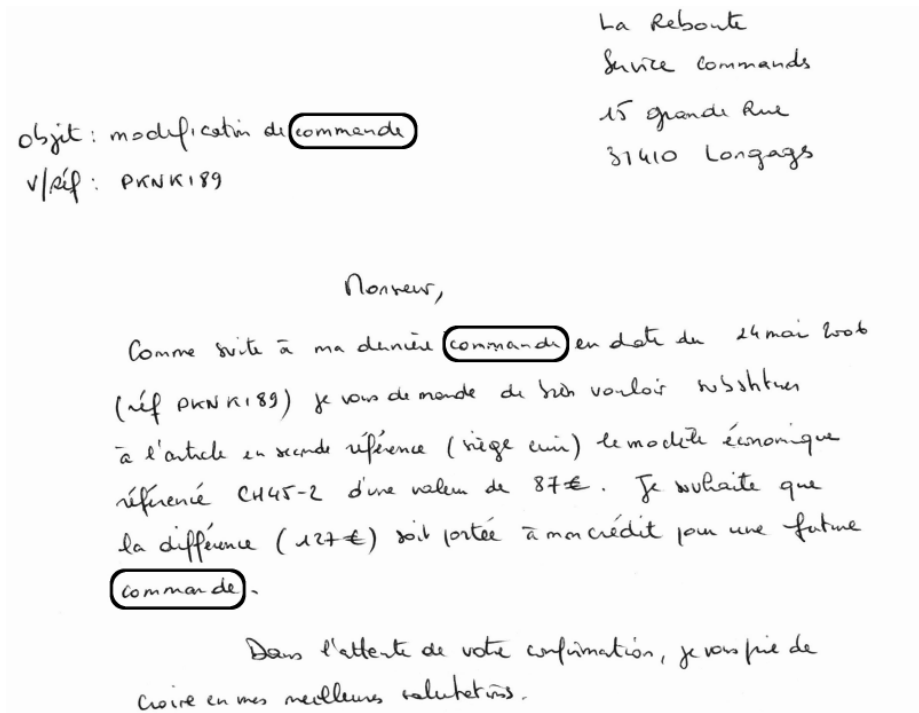 La Reboute
Service Commands
15 grande Rue
31410 Longags
objet : modification de commande
V/Réf : PKNK189
Monsieur,
Comme suite à ma dernière commande en date du 24 mai 2006
(réf PKNK189) je vous demande de bien vouloir substituer
à l'article en seconde référence (siège cuir) le modèle économique
référencé CH45-2 d'une valeur de 87€. Je souhaite que
la différence (127€) soit portée à mon crédit pour une future
commande.
Dans l'attente de votre confirmation, je vous prie de
croire en mes meilleures salutations.